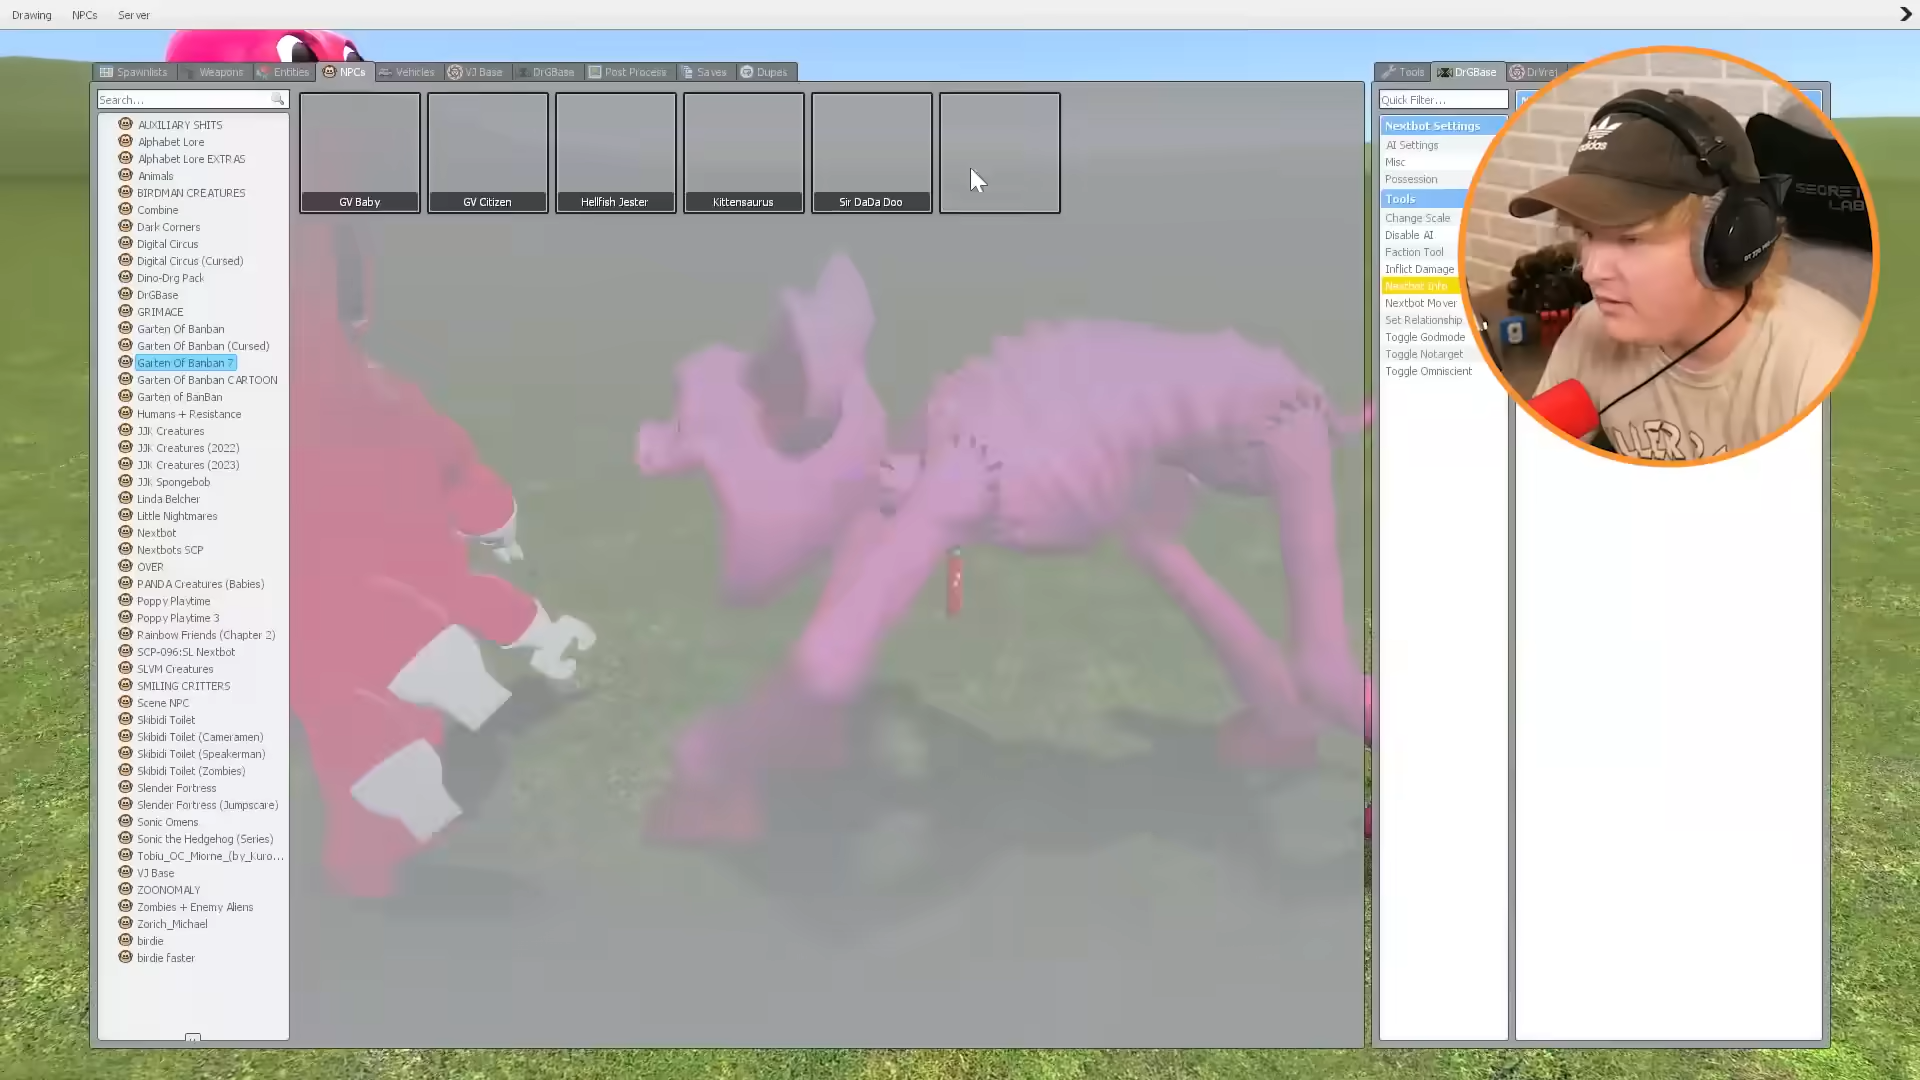 Drawing NPCs Server
Spawnlists Weapons Entities NPCs Vehicles VJ Base DrGBase Post Process Saves Dupes
Search...
AUXILIARY SHITS
Alphabet Lore
Alphabet Lore EXTRAS
Animals
BIRDMAN CREATURES
Combine
Dark Corners
Digital Circus
Digital Circus (Cursed)
Dino-Drg Pack
DrGBase
GRIMACE
Garten Of Banban
Garten Of Banban (Cursed)
Garten Of Banban 7
Garten Of Banban CARTOON
Garten of BanBan
Humans + Resistance
JJK Creatures
JJK Creatures (2022)
JJK Creatures (2023)
JJK Spongebob
Linda Belcher
Little Nightmares
Nextbot
Nextbots SCP
OVER
PANDA Creatures (Babies)
Poppy Playtime
Poppy Playtime 3
Rainbow Friends (Chapter 2)
SCP-096:SL Nextbot
SLVM Creatures
SMILING CRITTERS
Scene NPC
Skibidi Toilet
Skibidi Toilet (Cameramen)
Skibidi Toilet (Speakerman)
Skibidi Toilet (Zombies)
Slender Fortress
Slender Fortress (Jumpscare)
Sonic Omens
Sonic the Hedgehog (Series)
Tobiu_OC_Miorne_(by_Kuro...
VJ Base
ZOONOMALY
Zombies + Enemy Aliens
Zorich_Michael
birdie
birdie faster
GV Baby
GV Citizen
Hellfish Jester
Kittensaurus
Sir DaDa Doo
Tools DrGBase DrVrej
Quick Filter...
Nextbot Settings
AI Settings
Misc
Possession
Tools
Change Scale
Disable AI
Faction Tool
Inflict Damage
Nextbot Info
Nextbot Mover
Set Relationship
Toggle Godmode
Toggle Notarget
Toggle Omniscient
adidas
SECRET
LAB